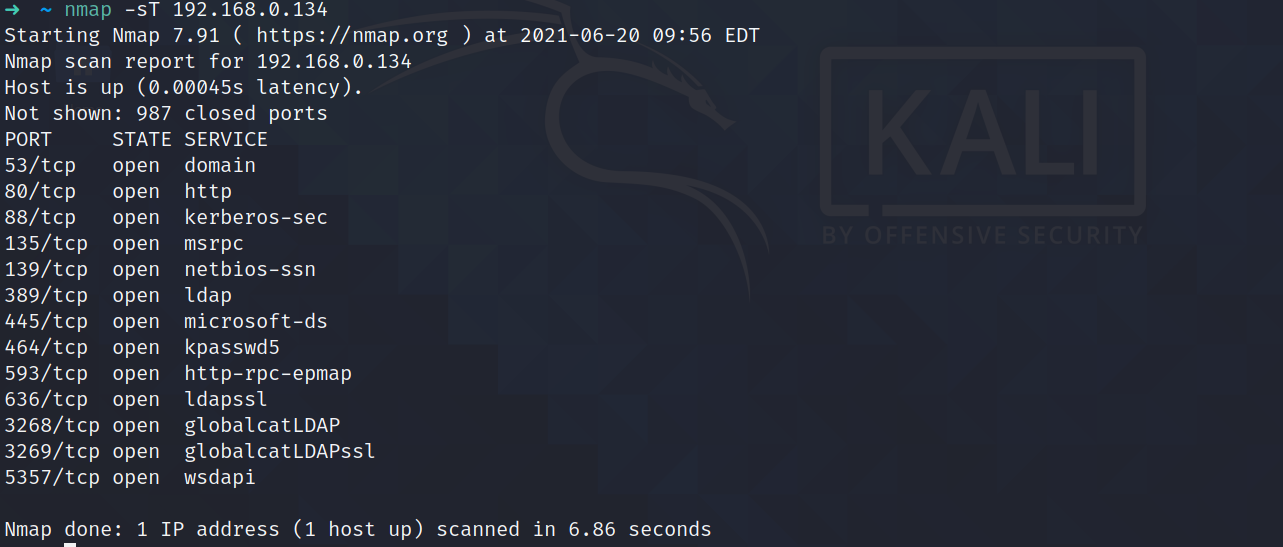 → ~ nmap -sT 192.168.0.134
Starting Nmap 7.91 ( https://nmap.org ) at 2021-06-20 09:56 EDT
Nmap scan report for 192.168.0.134
Host is up (0.00045s latency).
Not shown: 987 closed ports
PORT     STATE SERVICE
53/tcp   open  domain
80/tcp   open  http
88/tcp   open  kerberos-sec
135/tcp  open  msrpc
139/tcp  open  netbios-ssn
389/tcp  open  ldap
445/tcp  open  microsoft-ds
464/tcp  open  kpasswd5
593/tcp  open  http-rpc-epmap
636/tcp  open  ldapssl
3268/tcp open  globalcatLDAP
3269/tcp open  globalcatLDAPssl
5357/tcp open  wsdapi
Nmap done: 1 IP address (1 host up) scanned in 6.86 seconds
KALI
BY OFFENSIVE SECURITY